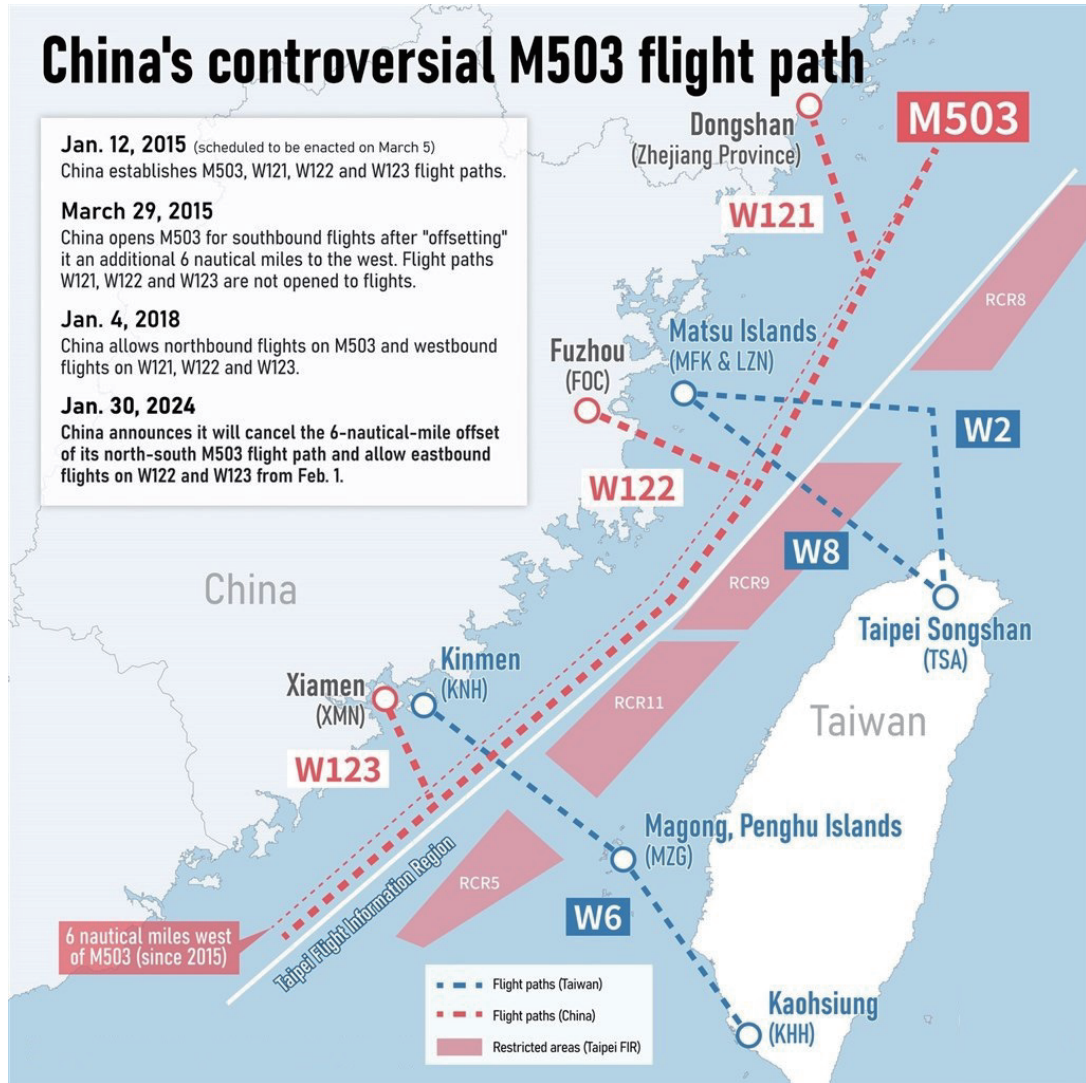 China's controversial M503 flight path
Jan. 12, 2015 (scheduled to be enacted on March 5)
China establishes M503, W121, W122 and W123 flight paths.
March 29, 2015
China opens M503 for southbound flights after "offsetting"
it an additional 6 nautical miles to the west. Flight paths
W121, W122 and W123 are not opened to flights.
Jan. 4, 2018
China allows northbound flights on M503 and westbound
flights on W121, W122 and W123.
Jan. 30, 2024
China announces it will cancel the 6-nautical-mile offset
of its north-south M503 flight path and allow eastbound
flights on W122 and W123 from Feb. 1.
Dongshan
(Zhejiang Province)
M503
W121
RCR8
Matsu Islands
(MFK & LZN)
Fuzhou
(FOC)
W2
W122
W8
RCR9
China
Taipei Songshan
(TSA)
Kinmen
(KNH)
Xiamen
(XMN)
RCR11
Taiwan
W123
Magong, Penghu Islands
(MZG)
RCR5
W6
Taipei Flight Information Region
6 nautical miles west
of M503 (since 2015)
Flight paths (Taiwan)
Flight paths (China)
Restricted areas (Taipei FIR)
Kaohsiung
(KHH)